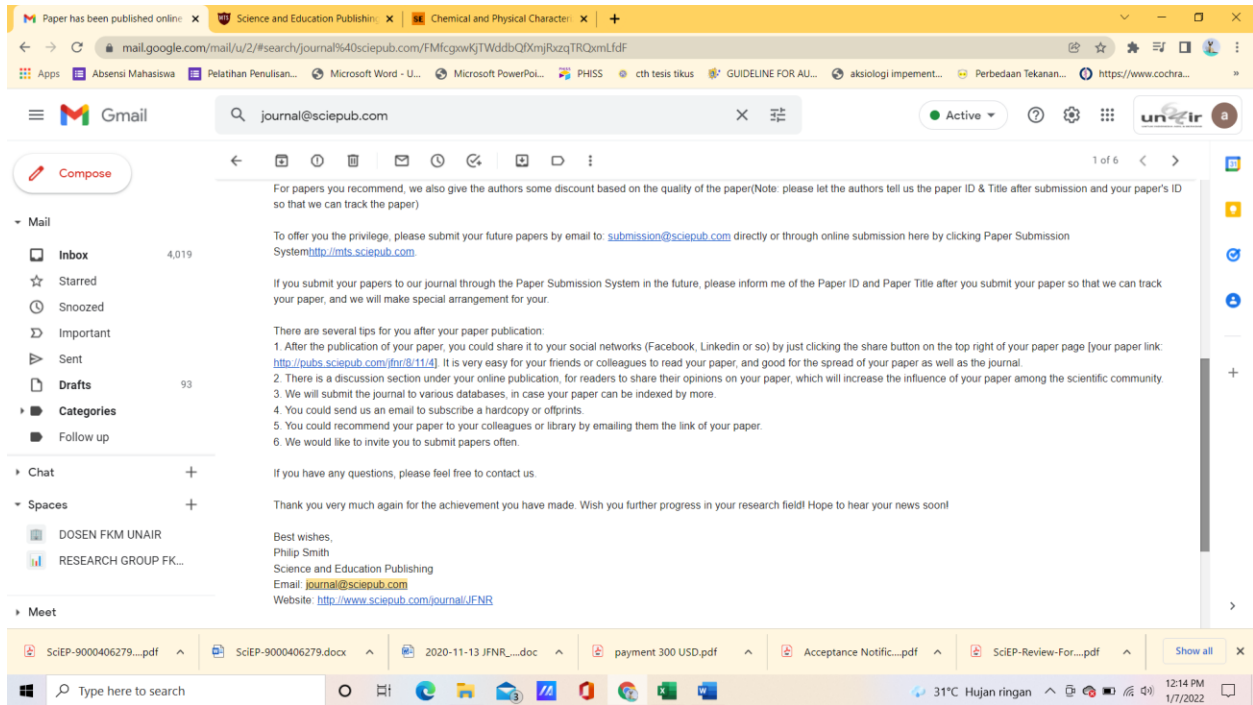 Paper has been published online
Science and Education Publishing
Chemical and Physical Characteri
mail.google.com/mail/u/2/#search/journal%40sciepub.com/FMfcgxwKjTWddbQfXmjRxzqTRQxmLfdF
Apps Absensi Mahasiswa Pelatihan Penulisan... Microsoft Word - U... Microsoft PowerPoi... PHISS cth tesis tikus GUIDELINE FOR AU... aksiologi impement... Perbedaan Tekanan... https://www.cochra... »
Gmail
journal@sciepub.com
Active
a
Compose
1 of 6
Mail
Inbox 4,019
Starred
Snoozed
Important
Sent
Drafts 93
Categories
Follow up
Chat
Spaces
DOSEN FKM UNAIR
RESEARCH GROUP FK...
Meet
For papers you recommend, we also give the authors some discount based on the quality of the paper(Note: please let the authors tell us the paper ID & Title after submission and your paper's ID
so that we can track the paper)
To offer you the privilege, please submit your future papers by email to: submission@sciepub.com directly or through online submission here by clicking Paper Submission
Systemhttp://mts.sciepub.com.
If you submit your papers to our journal through the Paper Submission System in the future, please inform me of the Paper ID and Paper Title after you submit your paper so that we can track
your paper, and we will make special arrangement for your.
There are several tips for you after your paper publication:
1. After the publication of your paper, you could share it to your social networks (Facebook, Linkedin or so) by just clicking the share button on the top right of your paper page [your paper link:
http://pubs.sciepub.com/jfnr/8/11/4]. It is very easy for your friends or colleagues to read your paper, and good for the spread of your paper as well as the journal.
2. There is a discussion section under your online publication, for readers to share their opinions on your paper, which will increase the influence of your paper among the scientific community.
3. We will submit the journal to various databases, in case your paper can be indexed by more.
4. You could send us an email to subscribe a hardcopy or offprints.
5. You could recommend your paper to your colleagues or library by emailing them the link of your paper.
6. We would like to invite you to submit papers often.
If you have any questions, please feel free to contact us.
Thank you very much again for the achievement you have made. Wish you further progress in your research field! Hope to hear your news soon!
Best wishes,
Philip Smith
Science and Education Publishing
Email: journal@sciepub.com
Website: http://www.sciepub.com/journal/JFNR
SciEP-9000406279....pdf SciEP-9000406279.docx 2020-11-13 JFNR_....doc payment 300 USD.pdf Acceptance Notific....pdf SciEP-Review-For....pdf Show all
Type here to search
31°C Hujan ringan
12:14 PM
1/7/2022